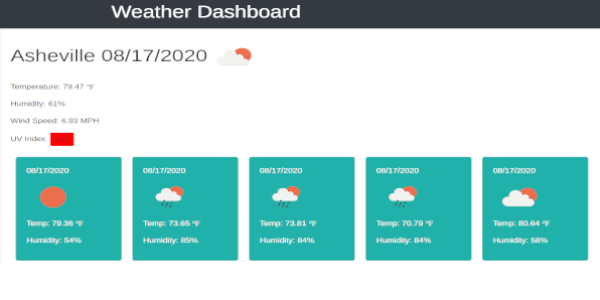 Weather Dashboard
Asheville 08/17/2020
Temperature: 79.47 °F
Humidity: 61%
Wind Speed: 6.93 MPH
UV Index:
08/17/2020
Temp: 79.36 °F
Humidity: 54%
08/17/2020
Temp: 73.65 °F
Humidity: 85%
08/17/2020
Temp: 73.81 °F
Humidity: 84%
08/17/2020
Temp: 70.79 °F
Humidity: 84%
08/17/2020
Temp: 80.64 °F
Humidity: 56%